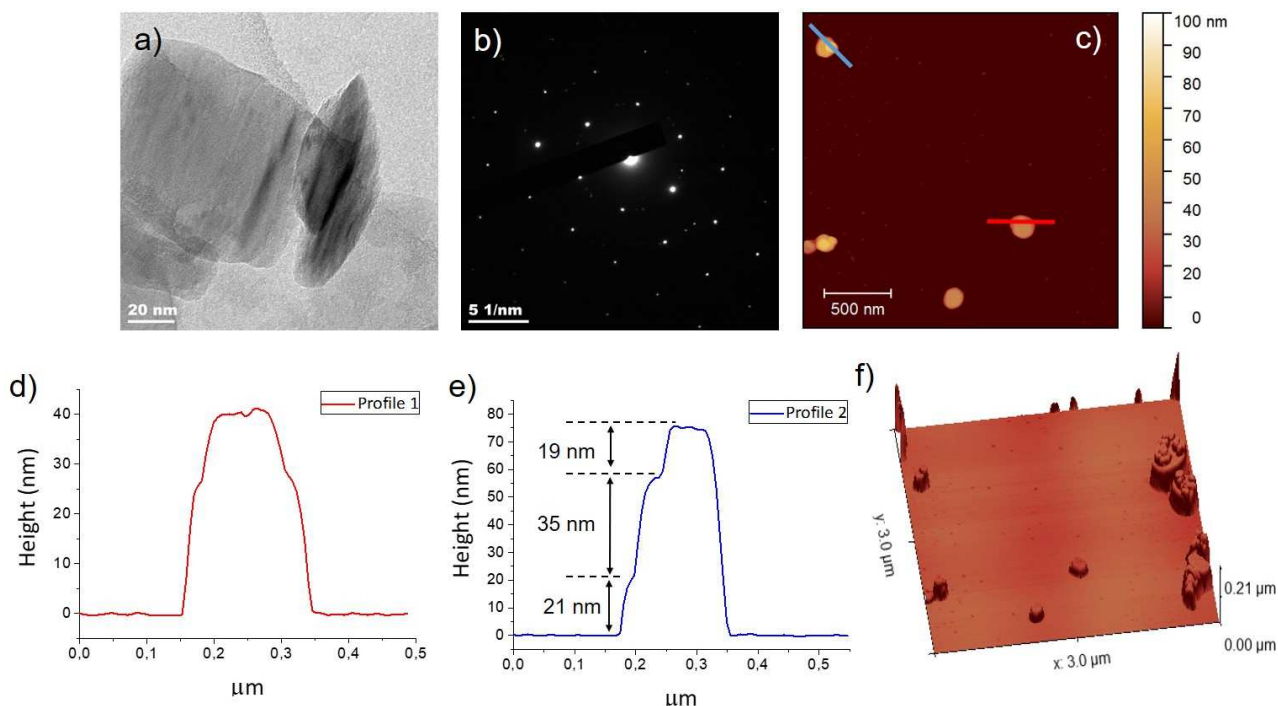 a)
20 nm
b)
5 1/nm
c)
500 nm
100 nm
90
80
70
60
50
40
30
20
10
0
d)
Profile 1
Height (nm)
40
30
20
10
0
0,0 0,1 0,2 0,3 0,4 0,5
μm
e)
Profile 2
Height (nm)
80
70
60
50
40
30
20
10
0
19 nm
35 nm
21 nm
0,0 0,1 0,2 0,3 0,4 0,5
μm
f)
y: 3.0 μm
x: 3.0 μm
0.21 μm
0.00 μm